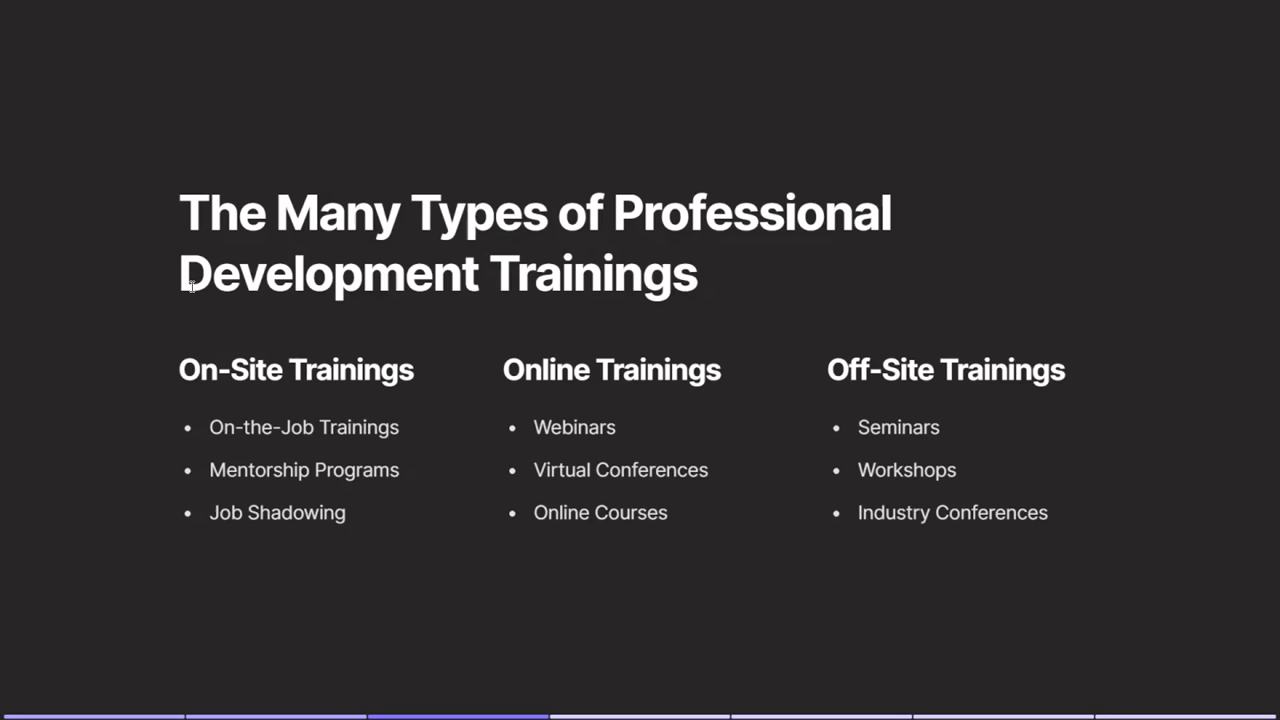 The Many Types of Professional
Development Trainings
On-Site Trainings
• On-the-Job Trainings
• Mentorship Programs
• Job Shadowing
Online Trainings
• Webinars
• Virtual Conferences
• Online Courses
Off-Site Trainings
• Seminars
• Workshops
• Industry Conferences